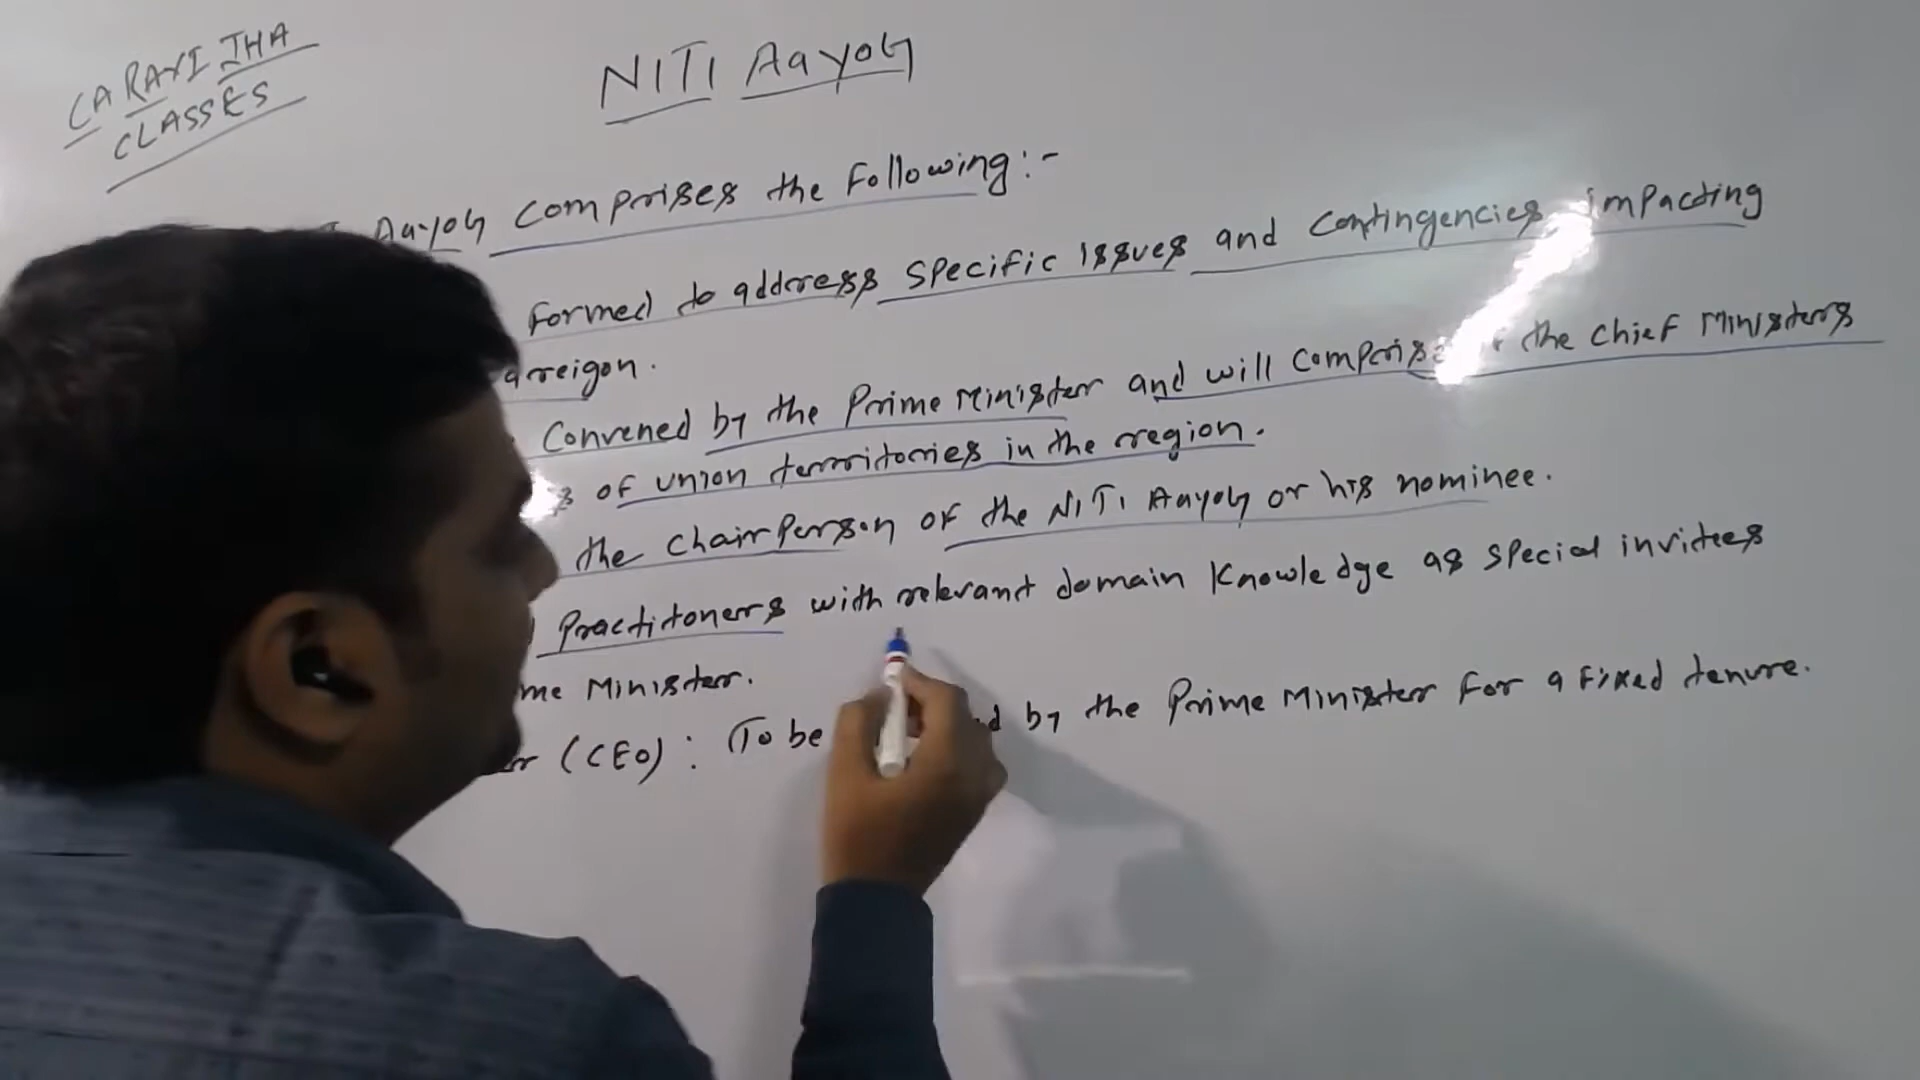 CA RAVI JHA
CLASSES
NITI Aayog
Aayog comprises the Following:-
Formed to address specific issues and contingencies impacting
a reigon.
Convened by the Prime Minister and will comprise the chief Ministers
of union territories in the region.
the chairperson of the NITI Aayog or his nominee.
Practitoners with relevant domain Knowledge as special invitees
Minister.
(CEO): To be by the Prime Minister For a Fixed tenure.